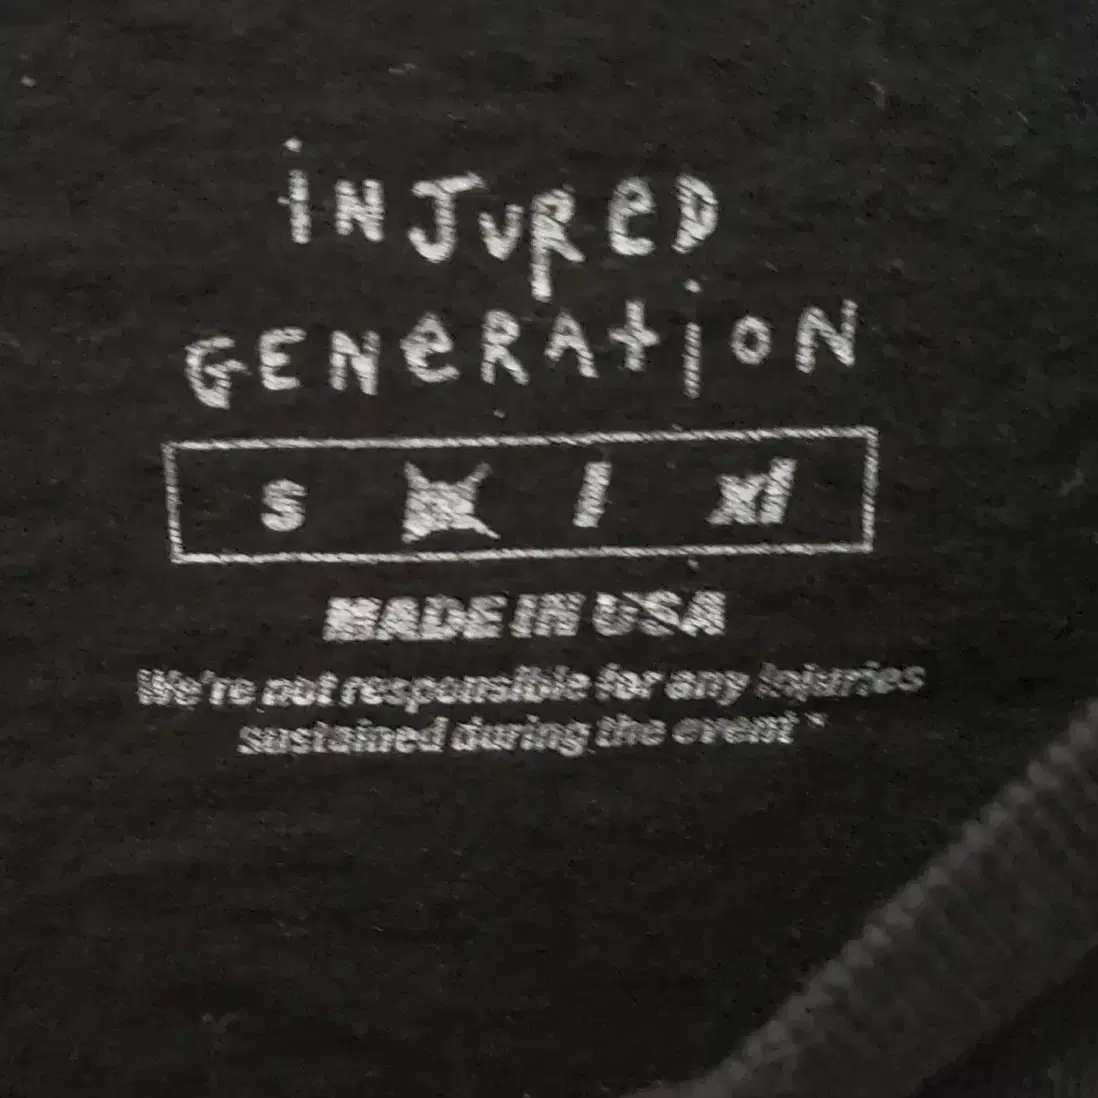 iNJUReD
GENeRAtioN
s l xl
MADE IN USA
We're not responsible for any injuries
sustained during the event"